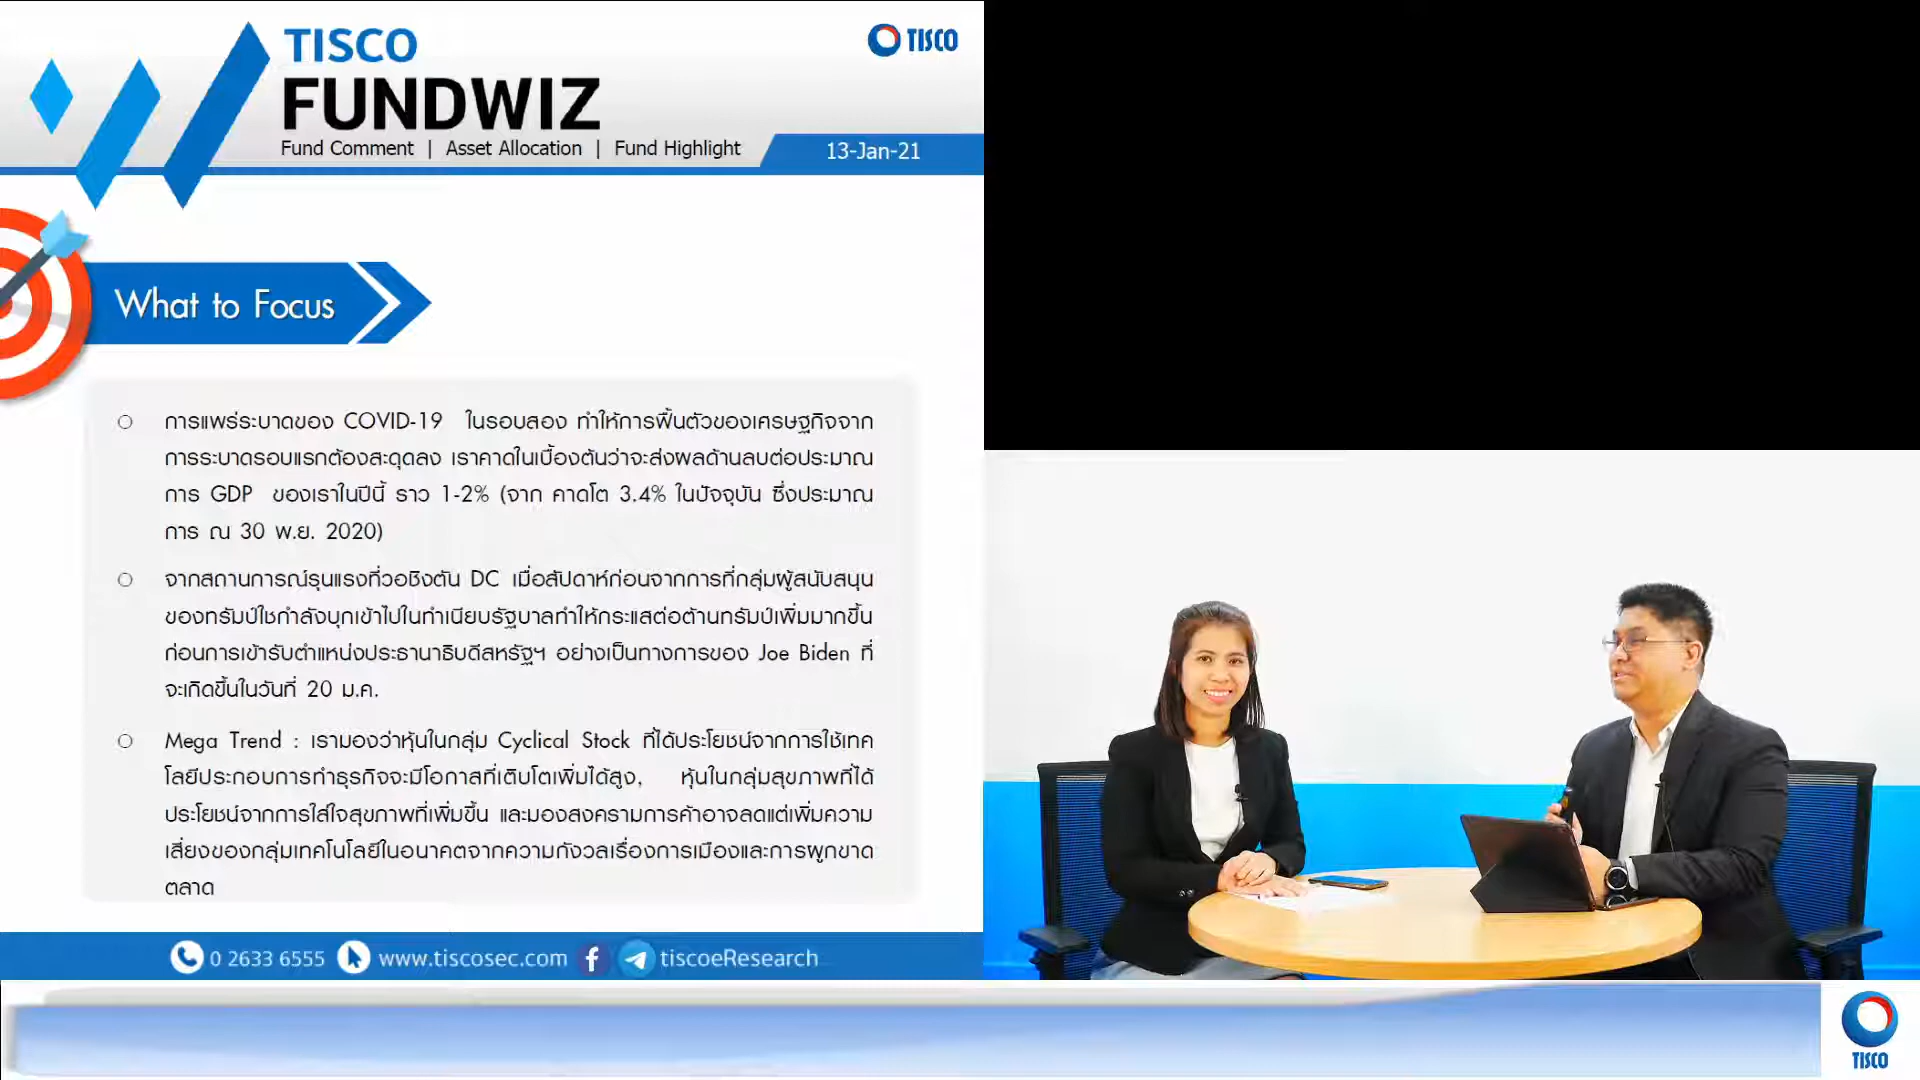 TISCO
FUNDWIZ
Fund Comment | Asset Allocation | Fund Highlight
TISCO
13-Jan-21
What to Focus
การแพร่ระบาดของ COVID-19 ในรอบสอง ทำให้การฟื้นตัวของเศรษฐกิจจาก
การระบาดรอบแรกต้องสะดุดลง เราคาดในเบื้องต้นว่าจะส่งผลด้านลบต่อประมาณ
การ GDP ของเราในปีนี้ ราว 1-2% (จาก คาดโต 3.4% ในปัจจุบัน ซึ่งประมาณ
การ ณ 30 พ.ย. 2020)
จากสถานการณ์รุนแรงที่วอชิงตัน DC เมื่อสัปดาห์ก่อนจากการที่กลุ่มผู้สนับสนุน
ของทรัมป์ใชกำลังบุกเข้าไปในทำเนียบรัฐบาลทำให้กระแสต่อต้านทรัมป์เพิ่มมากขึ้น
ก่อนการเข้ารับตำแหน่งประธานาธิบดีสหรัฐฯ อย่างเป็นทางการของ Joe Biden ที่
จะเกิดขึ้นในวันที่ 20 ม.ค.
Mega Trend : เรามองว่าหุ้นในกลุ่ม Cyclical Stock ที่ได้ประโยชน์จากการใช้เทค
โลยีประกอบการทำธุรกิจจะมีโอกาสที่เติบโตเพิ่มได้สูง, หุ้นในกลุ่มสุขภาพที่ได้
ประโยชน์จากการใส่ใจสุขภาพที่เพิ่มขึ้น และมองสงครามการค้าอาจลดแต่เพิ่มความ
เสี่ยงของกลุ่มเทคโนโลยีในอนาคตจากความกังวลเรื่องการเมืองและการผูกขาด
ตลาด
0 2633 6555 www.tiscosec.com tiscoeResearch
TISCO